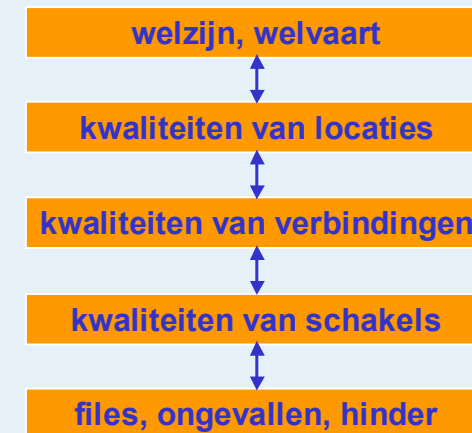 welzijn, welvaart
kwaliteiten van locaties
kwaliteiten van verbindingen
kwaliteiten van schakels
files, ongevallen, hinder